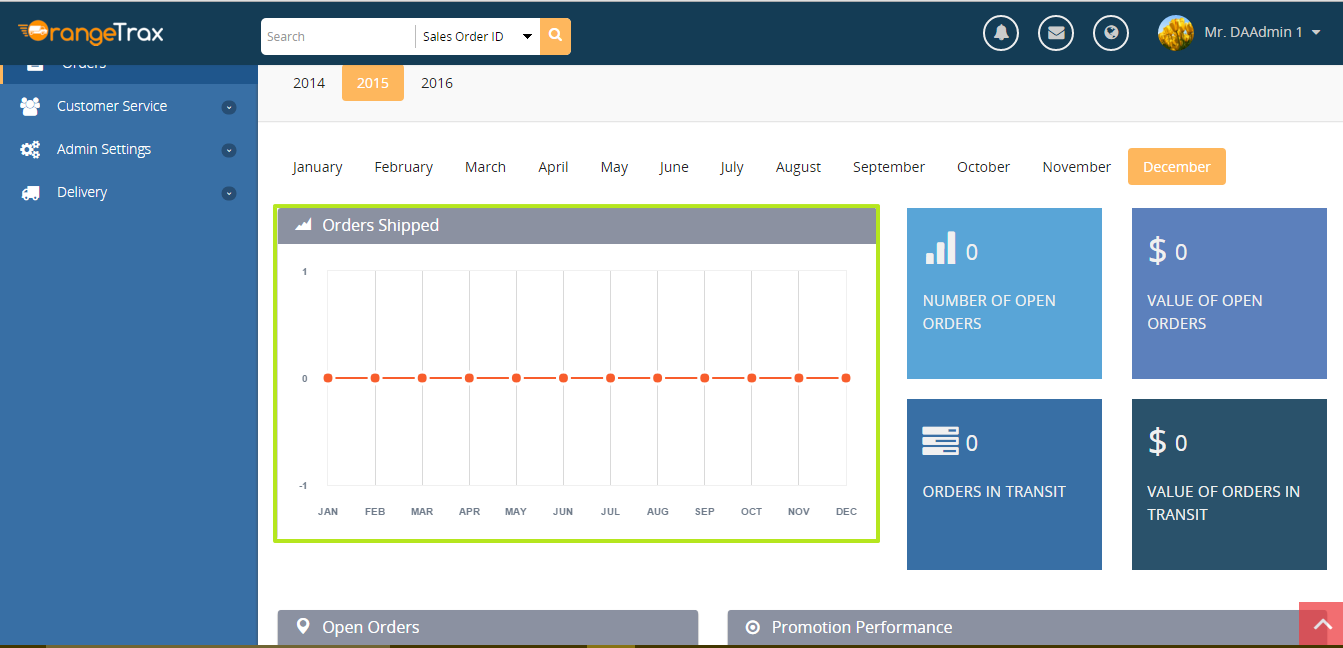 OrangeTrax
Search
Sales Order ID
Mr. DAAdmin 1
Orders
Customer Service
Admin Settings
Delivery
2014 2015 2016
January February March April May June July August September October November December
Orders Shipped
1
0
-1
JAN FEB MAR APR MAY JUN JUL AUG SEP OCT NOV DEC
0
NUMBER OF OPEN
ORDERS
$ 0
VALUE OF OPEN
ORDERS
0
ORDERS IN TRANSIT
$ 0
VALUE OF ORDERS IN
TRANSIT
Open Orders
Promotion Performance